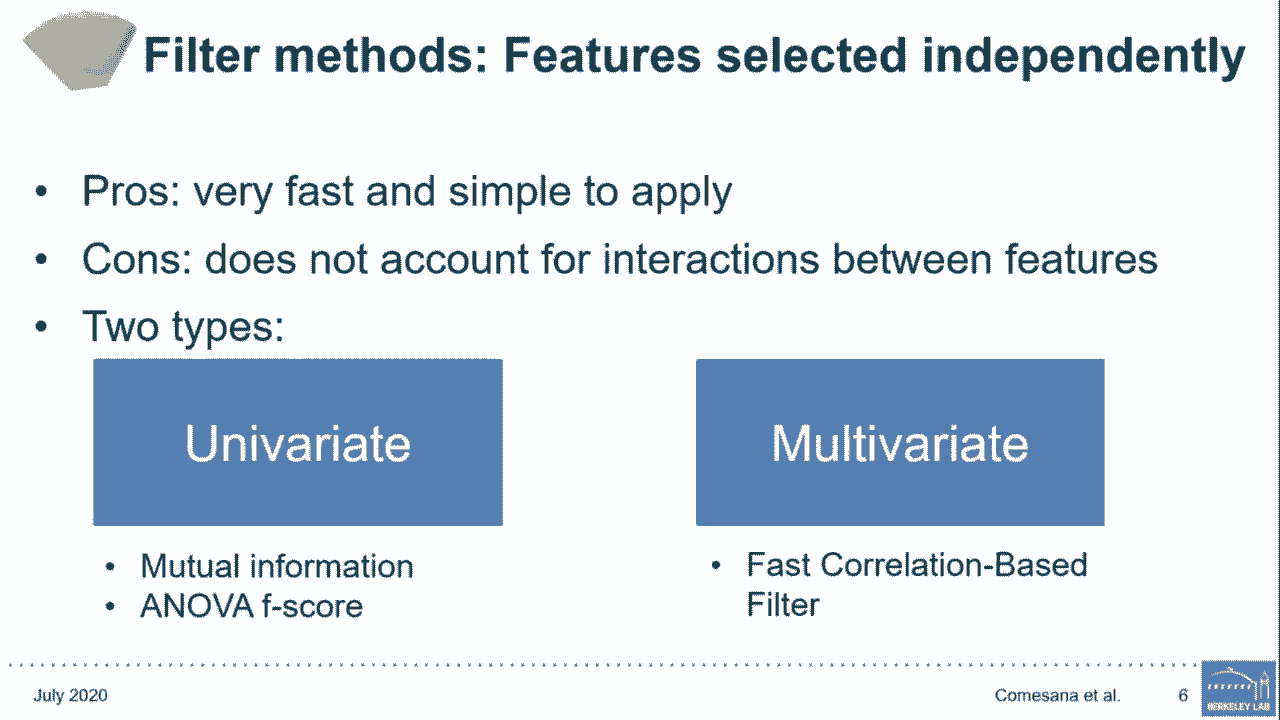 Filter methods: Features selected independently
• Pros: very fast and simple to apply
• Cons: does not account for interactions between features
• Two types:
Univariate
Multivariate
• Mutual information
• ANOVA f-score
• Fast Correlation-Based
Filter
July 2020
Comesana et al.
6
BERKELEY LAB